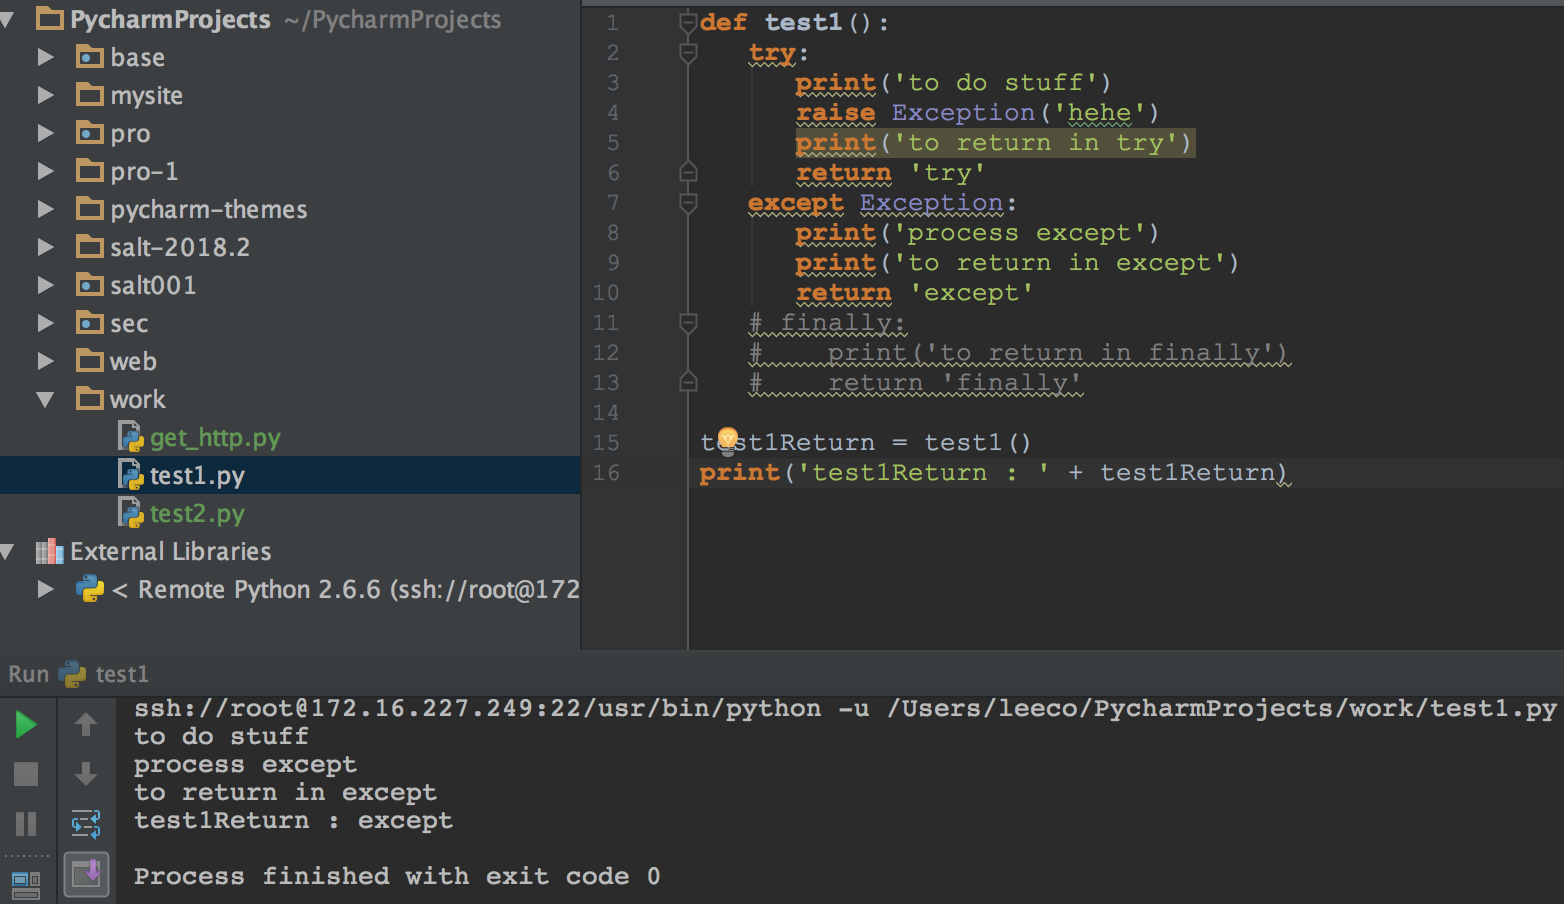 PycharmProjects ~/PycharmProjects
base
mysite
pro
pro-1
pycharm-themes
salt-2018.2
salt001
sec
web
work
get_http.py
test1.py
test2.py
External Libraries
< Remote Python 2.6.6 (ssh://root@172
1 def test1():
2 try:
3 print('to do stuff')
4 raise Exception('hehe')
5 print('to return in try')
6 return 'try'
7 except Exception:
8 print('process except')
9 print('to return in except')
10 return 'except'
11 # finally:
12 #    print('to return in finally')
13 #    return 'finally'
14
15 test1Return = test1()
16 print('test1Return : ' + test1Return)
Run test1
ssh://root@172.16.227.249:22/usr/bin/python -u /Users/leeco/PycharmProjects/work/test1.py
to do stuff
process except
to return in except
test1Return : except
Process finished with exit code 0